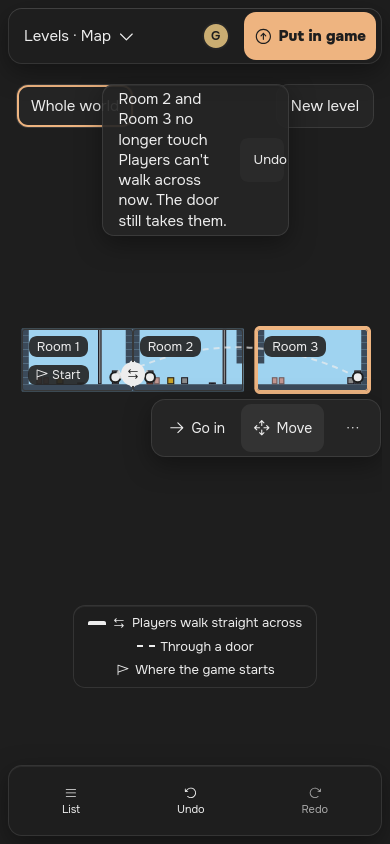 Levels · Map
G
Put in game
Whole wor
New level
Room 2 and
Room 3 no
longer touch
Players can't
walk across
now. The door
still takes them.
Undo
Room 1
Room 2
Room 3
Start
Go in
Move
Players walk straight across
Through a door
Where the game starts
List
Undo
Redo